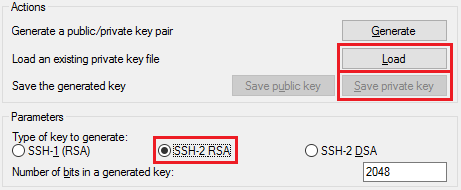 Actions
Generate a public/private key pair Generate
Load an existing private key file Load
Save the generated key Save public key Save private key
Parameters
Type of key to generate:
SSH-1 (RSA) SSH-2 RSA SSH-2 DSA
Number of bits in a generated key: 2048